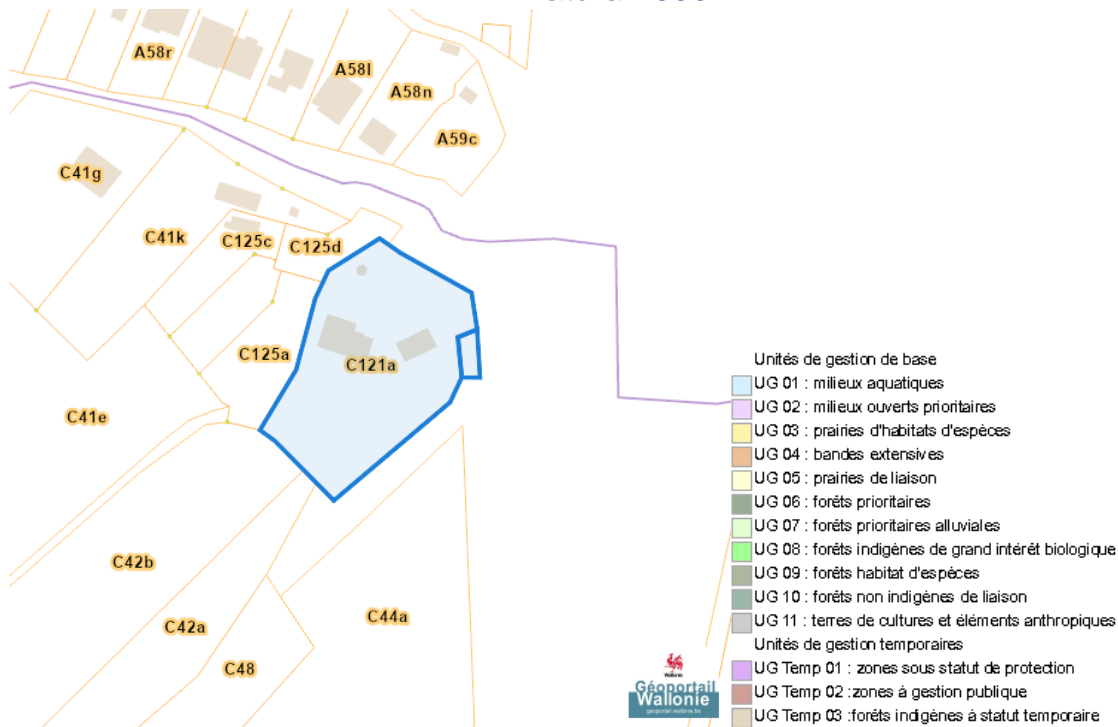 A58r
A58l
A58n
A59c
C41g
C41k
C125c
C125d
C125a
C121a
C41e
C42b
C42a
C44a
C48
Unités de gestion de base
UG 01 : milieux aquatiques
UG 02 : milieux ouverts prioritaires
UG 03 : prairies d'habitats d'espèces
UG 04 : bandes extensives
UG 05 : prairies de liaison
UG 06 : forêts prioritaires
UG 07 : forêts prioritaires alluviales
UG 08 : forêts indigènes de grand intérêt biologique
UG 09 : forêts habitat d'espèces
UG 10 : forêts non indigènes de liaison
UG 11 : terres de cultures et éléments anthropiques
Unités de gestion temporaires
UG Temp 01 : zones sous statut de protection
UG Temp 02 :zones à gestion publique
UG Temp 03 :forêts indigènes à statut temporaire
Wallonie
Géoportail
Wallonie
geoportail.wallonie.be